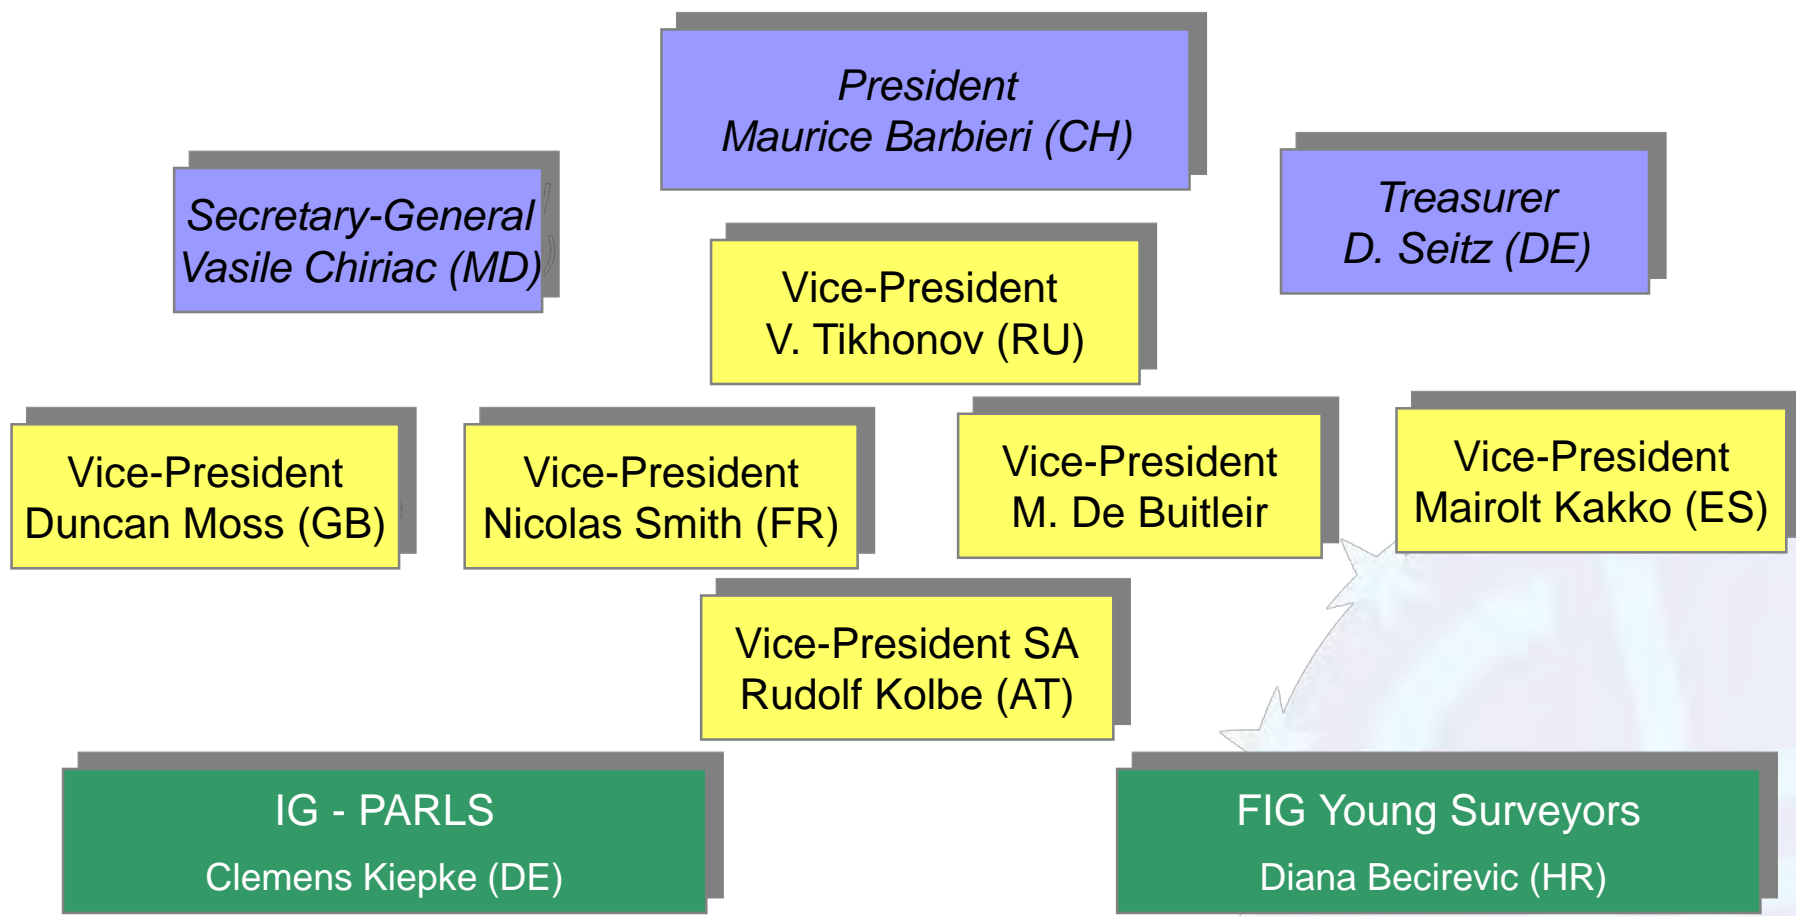 President
Maurice Barbieri (CH)
Secretary-General
Vasile Chiriac (MD)
Treasurer
D. Seitz (DE)
Vice-President
V. Tikhonov (RU)
Vice-President
Duncan Moss (GB)
Vice-President
Nicolas Smith (FR)
Vice-President
M. De Buitleir
Vice-President
Mairolt Kakko (ES)
Vice-President SA
Rudolf Kolbe (AT)
IG - PARLS
Clemens Kiepke (DE)
FIG Young Surveyors
Diana Becirevic (HR)